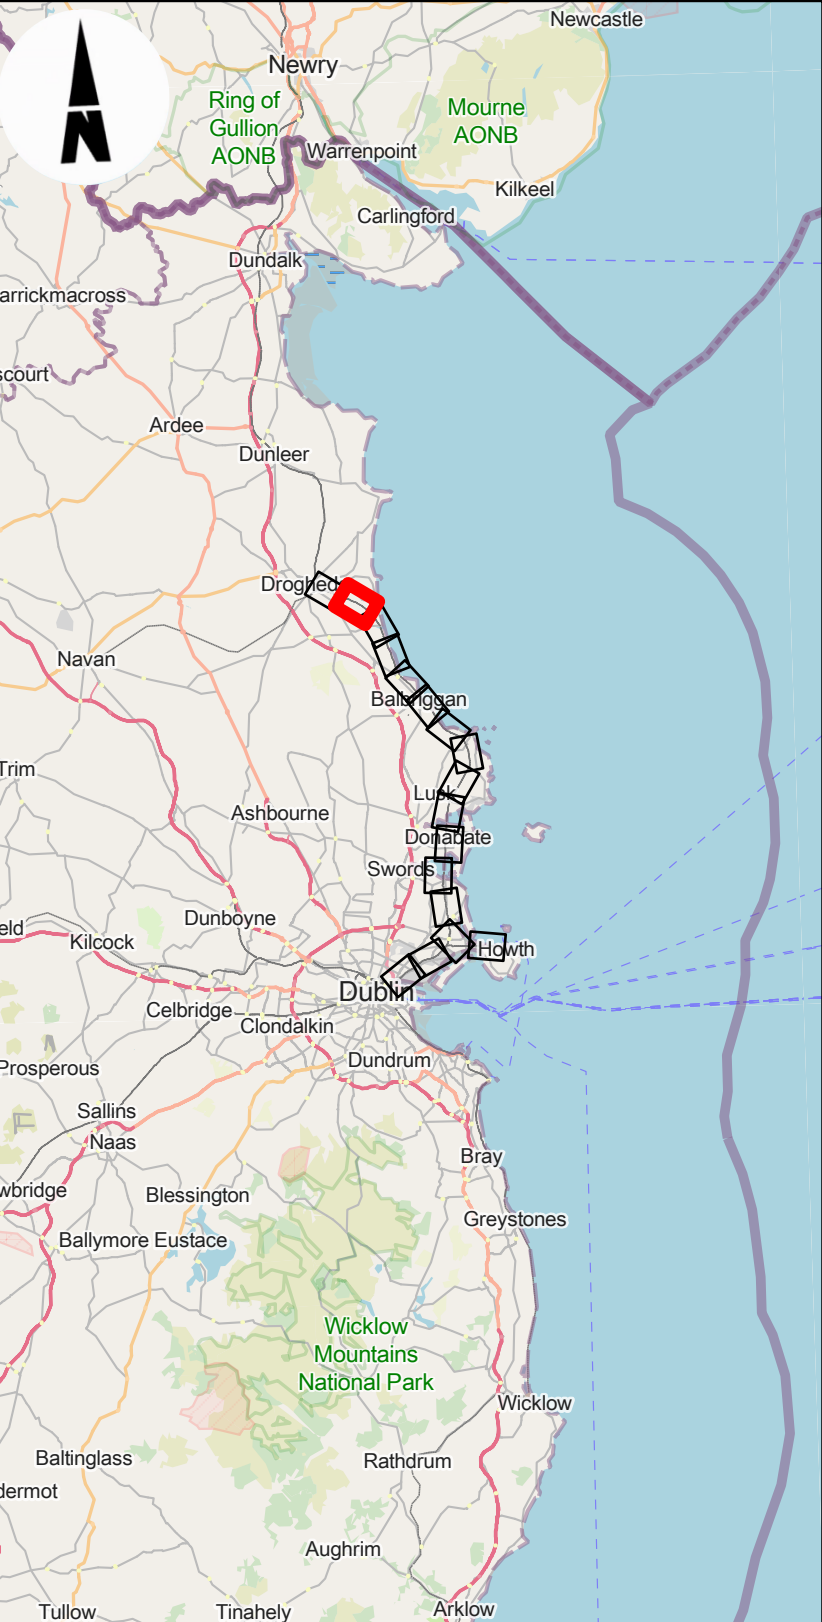 Newcastle
Newry
Ring of
Gullion
AONB
Mourne
AONB
N
Warrenpoint
Kilkeel
Carlingford
Dundalk
arrickmacross
scourt
Ardee
Dunleer
Droghed
Navan
Balbriggan
Trim
Lusk
Ashbourne
Donabate
Swords
Dunboyne
eld
Kilcock
Howth
Dublin
Celbridge
Clondalkin
Dundrum
Prosperous
Sallins
Naas
Bray
wbridge
Blessington
Greystones
Ballymore Eustace
Wicklow
Mountains
National Park
Wicklow
Baltinglass
Rathdrum
dermot
Aughrim
Tullow
Tinahely
Arklow